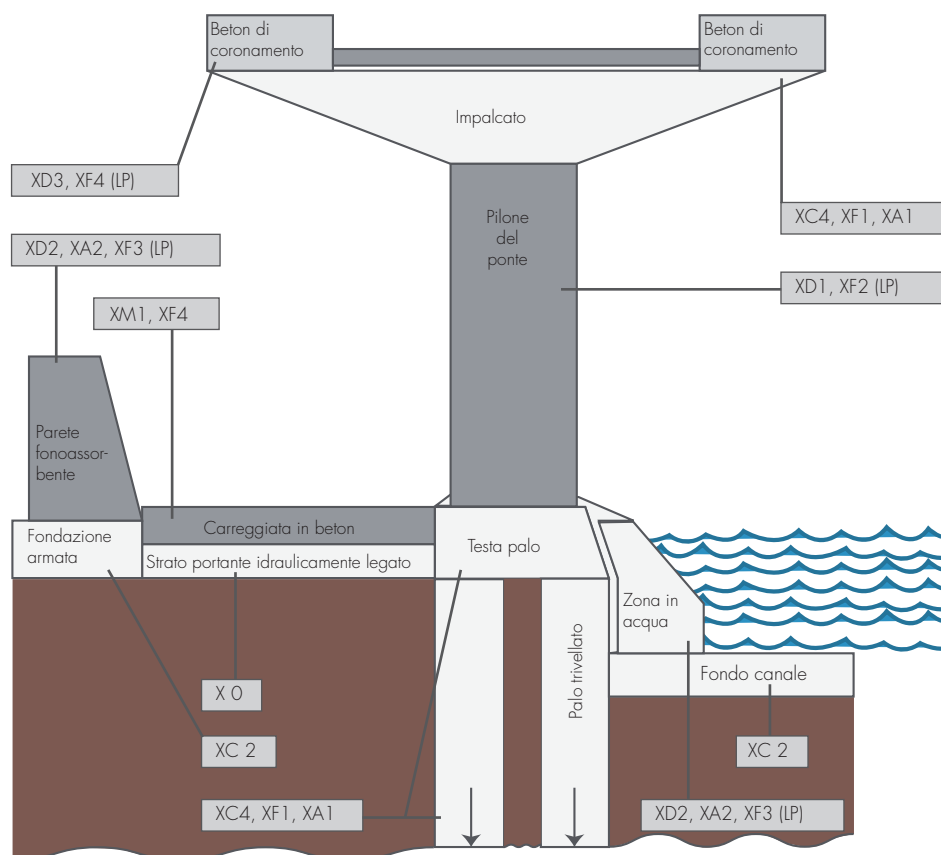 Beton di
coronamento
Beton di
coronamento
Impalcato
XD3, XF4 (LP)
XC4, XF1, XA1
Pilone
del
ponte
XD2, XA2, XF3 (LP)
XD1, XF2 (LP)
XM1, XF4
Parete
fonoassor-
bente
Carreggiata in beton
Fondazione
armata
Strato portante idraulicamente legato
Testa palo
Zona in
acqua
Palo trivellato
Fondo canale
X 0
XC 2
XC 2
XC4, XF1, XA1
XD2, XA2, XF3 (LP)